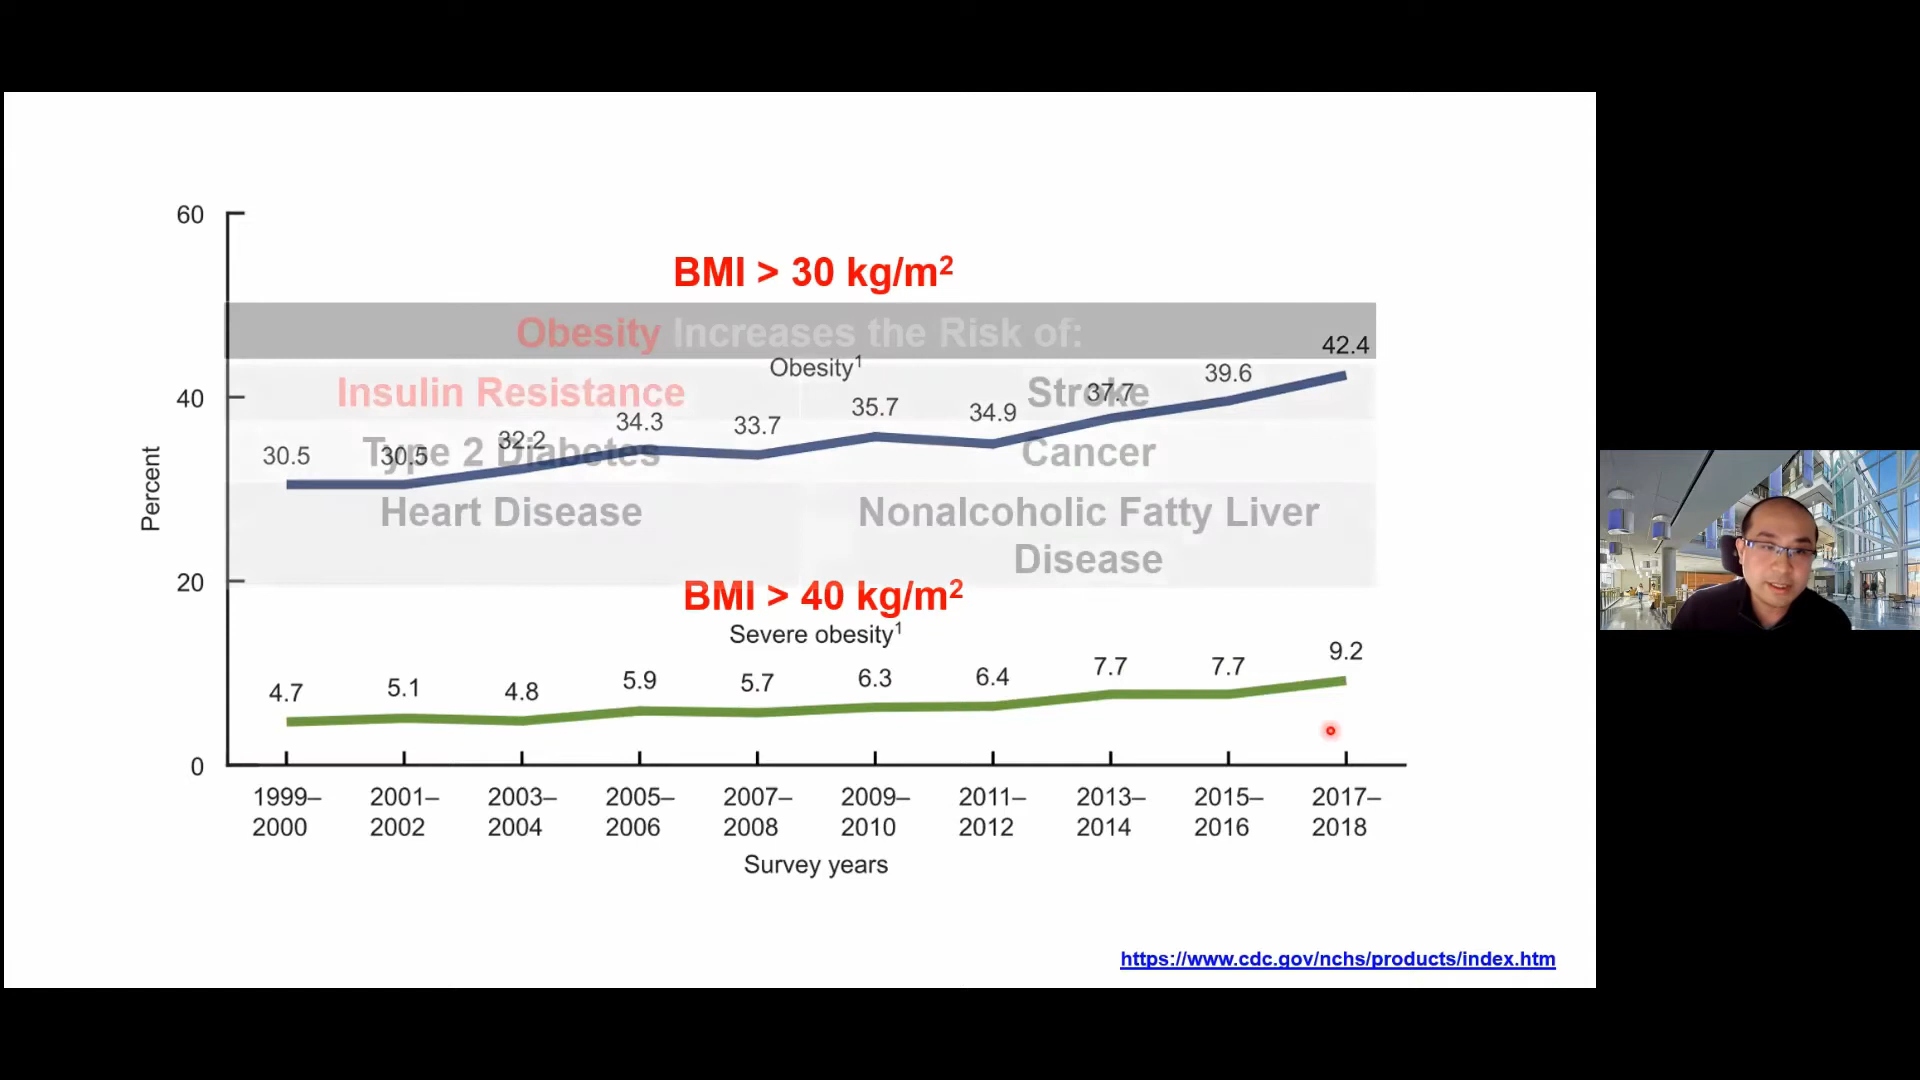 60
BMI > 30 kg/m²
Obesity Increases the Risk of:
42.4
Obesity¹
Insulin Resistance
Stroke
40
37.7
39.6
35.7
34.9
34.3
33.7
32.2
30.5
30.5
Type 2 Diabetes
Cancer
Percent
Heart Disease
Nonalcoholic Fatty Liver
Disease
20
BMI > 40 kg/m²
Severe obesity¹
4.7
5.1
4.8
5.9
5.7
6.3
6.4
7.7
7.7
9.2
0
1999–
2000
2001–
2002
2003–
2004
2005–
2006
2007–
2008
2009–
2010
2011–
2012
2013–
2014
2015–
2016
2017–
2018
Survey years
https://www.cdc.gov/nchs/products/index.htm